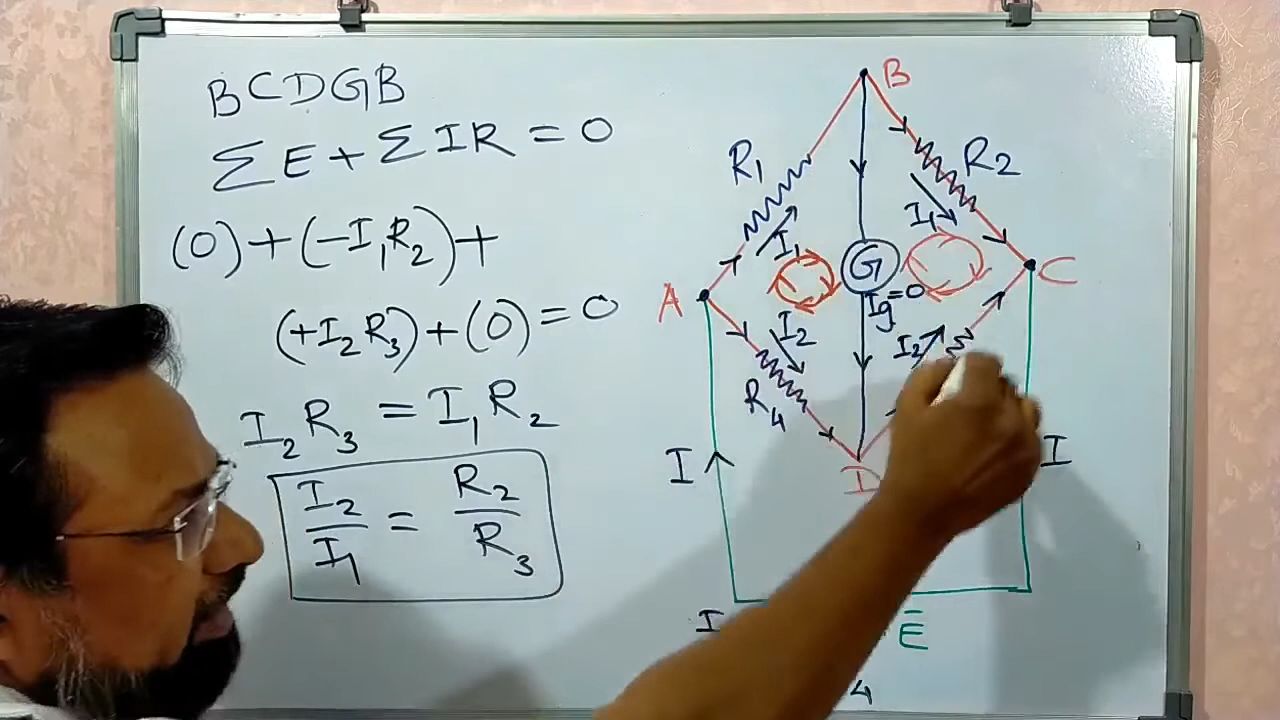 BCDGB
ΣE+ΣIR=0
(0)+(-I₁R₂)+
(+I₂R₃)+(0)=0
I₂R₃=I₁R₂
I₂/I₁ = R₂/R₃
B
R₁
R₂
I₁
I₁
A
G
C
Ig=0
I₂
I₂
R₄
I
I
D
I
E
4